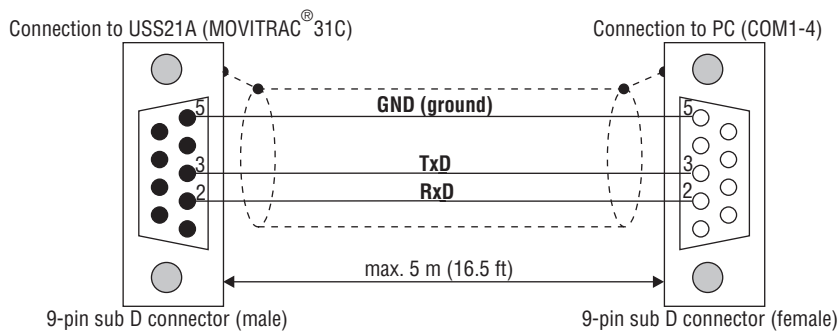 Connection to USS21A (MOVITRAC® 31C)
Connection to PC (COM1-4)
5 GND (ground) 5
3 TxD 3
2 RxD 2
max. 5 m (16.5 ft)
9-pin sub D connector (male)
9-pin sub D connector (female)